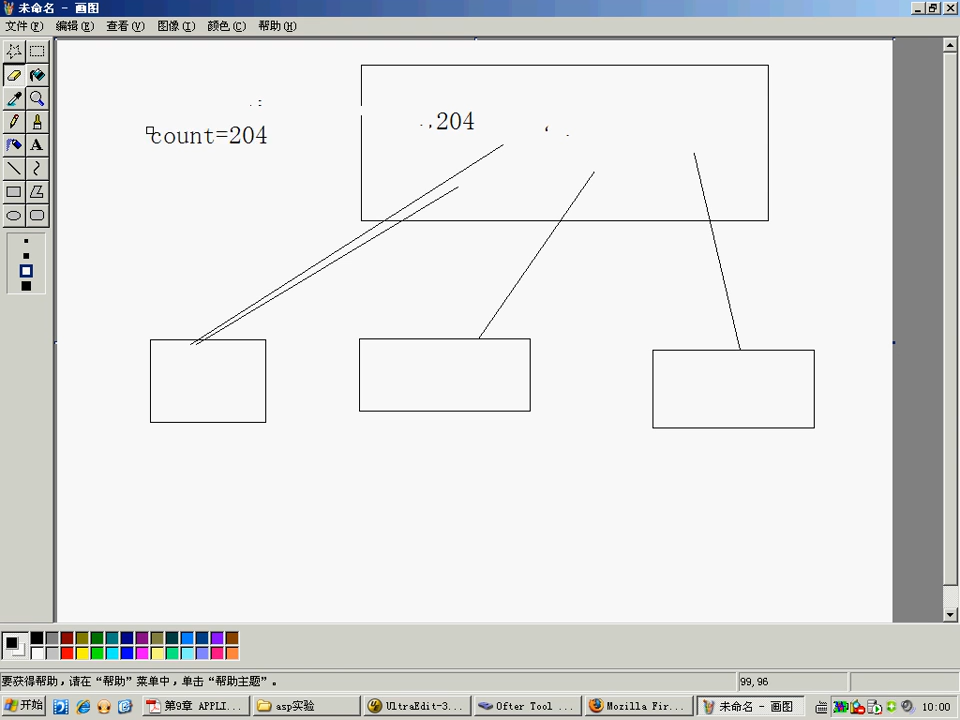 未命名 - 画图
文件(F) 编辑(E) 查看(V) 图像(I) 颜色(C) 帮助(H)
A
count=204
204
要获得帮助，请在“帮助”菜单中，单击“帮助主题”。
99,96
开始
第9章 APPLI...
asp实验
UltraEdit-3...
Ofter Tool ...
Mozilla Fir...
未命名 - 画图
10:00